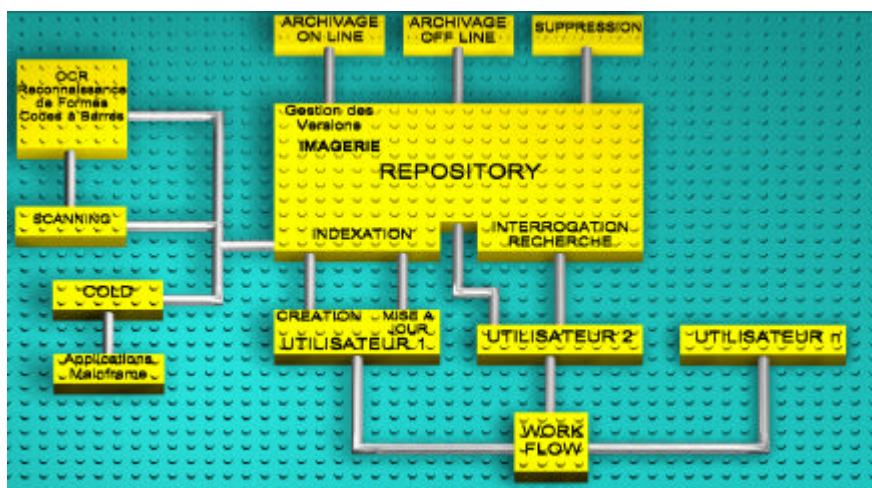 ARCHIVAGE
ON LINE
ARCHIVAGE
OFF LINE
SUPPRESSION
OCR
Reconnaissance
de Formes
Codes à Barres
Gestion des
Versions
IMAGERIE
REPOSITORY
SCANNING
INDEXATION
INTERROGATION
RECHERCHE
COLD
CREATION
MISE A
JOUR
UTILISATEUR 1
UTILISATEUR 2
UTILISATEUR n
Applications
Mainframe
WORK
FLOW